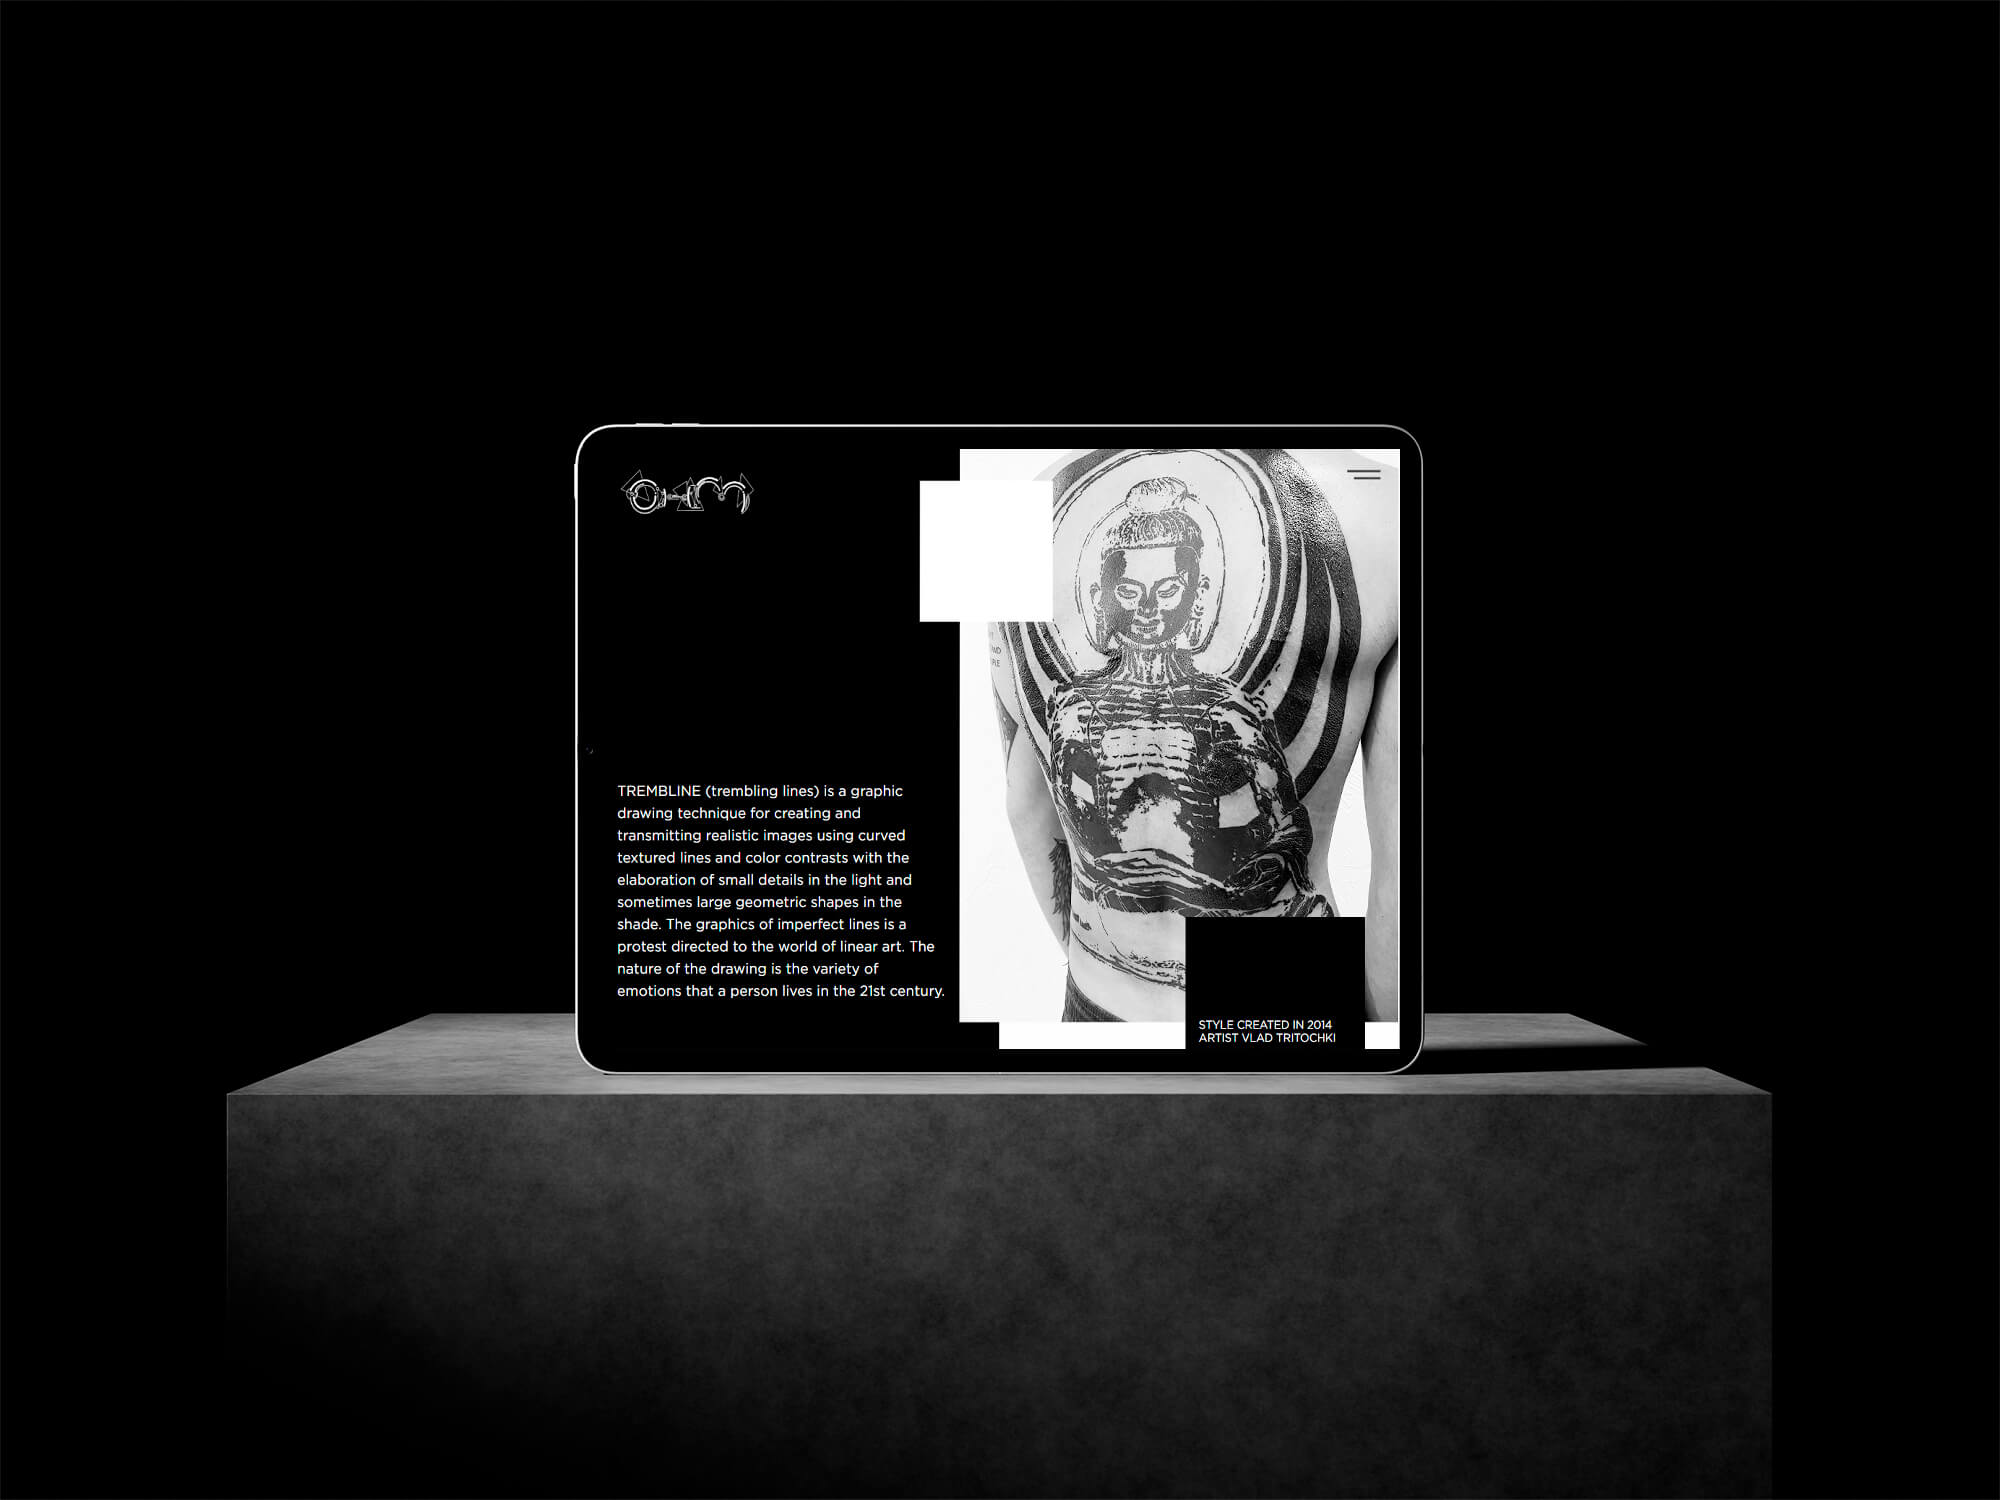 TREMBLINE (trembling lines) is a graphic
drawing technique for creating and
transmitting realistic images using curved
textured lines and color contrasts with the
elaboration of small details in the light and
sometimes large geometric shapes in the
shade. The graphics of imperfect lines is a
protest directed to the world of linear art. The
nature of the drawing is the variety of
emotions that a person lives in the 21st century.
STYLE CREATED IN 2014
ARTIST VLAD TRITOCHKI